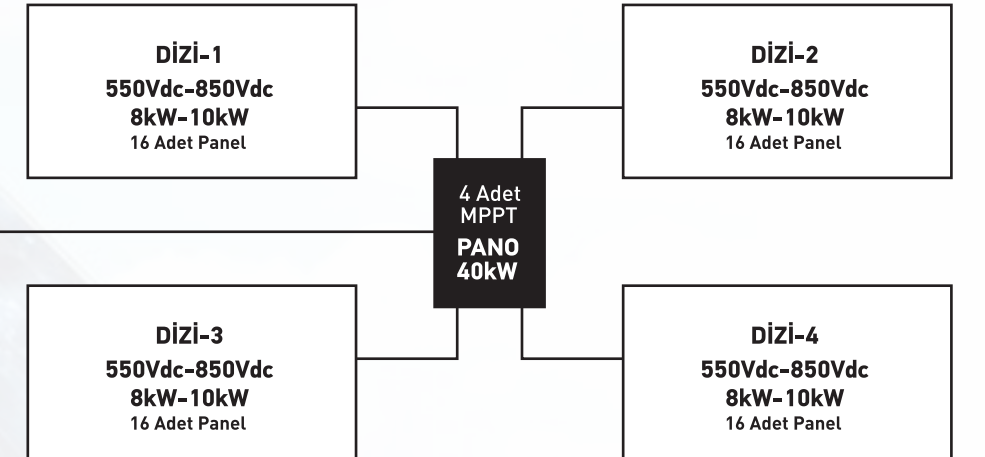 DİZİ-1
550Vdc-850Vdc
8kW-10kW
16 Adet Panel
DİZİ-2
550Vdc-850Vdc
8kW-10kW
16 Adet Panel
4 Adet
MPPT
PANO
40kW
DİZİ-3
550Vdc-850Vdc
8kW-10kW
16 Adet Panel
DİZİ-4
550Vdc-850Vdc
8kW-10kW
16 Adet Panel